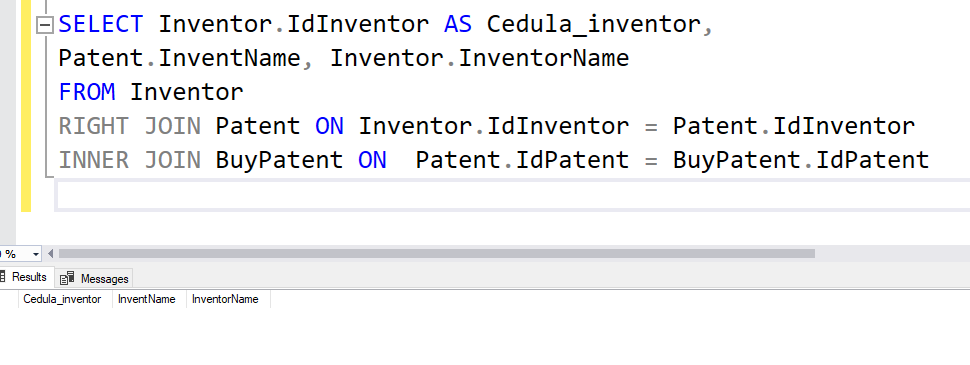 SELECT Inventor.IdInventor AS Cedula_inventor,
Patent.InventName, Inventor.InventorName
FROM Inventor
RIGHT JOIN Patent ON Inventor.IdInventor = Patent.IdInventor
INNER JOIN BuyPatent ON  Patent.IdPatent = BuyPatent.IdPatent
%
Results Messages
Cedula_inventor InventName InventorName